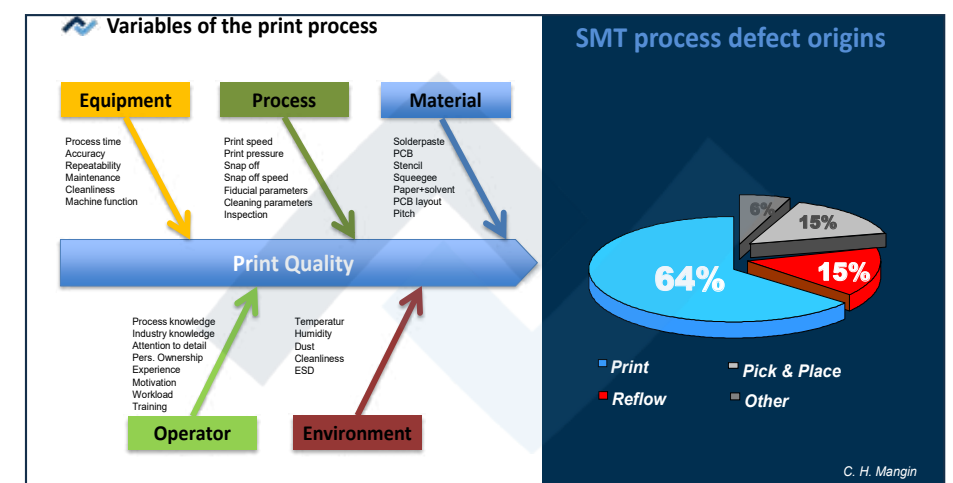 Variables of the print process
Equipment
Process time
Accuracy
Repeatability
Maintenance
Cleanliness
Machine function
Process
Print speed
Print pressure
Snap off
Snap off speed
Fiducial parameters
Cleaning parameters
Inspection
Material
Solderpaste
PCB
Stencil
Squeegee
Paper+solvent
PCB layout
Pitch
Print Quality
Process knowledge
Industry knowledge
Attention to detail
Pers. Ownership
Experience
Motivation
Workload
Training
Operator
Temperatur
Humidity
Dust
Cleanliness
ESD
Environment
SMT process defect origins
6%
15%
64%
15%
Print
Pick & Place
Reflow
Other
C. H. Mangin